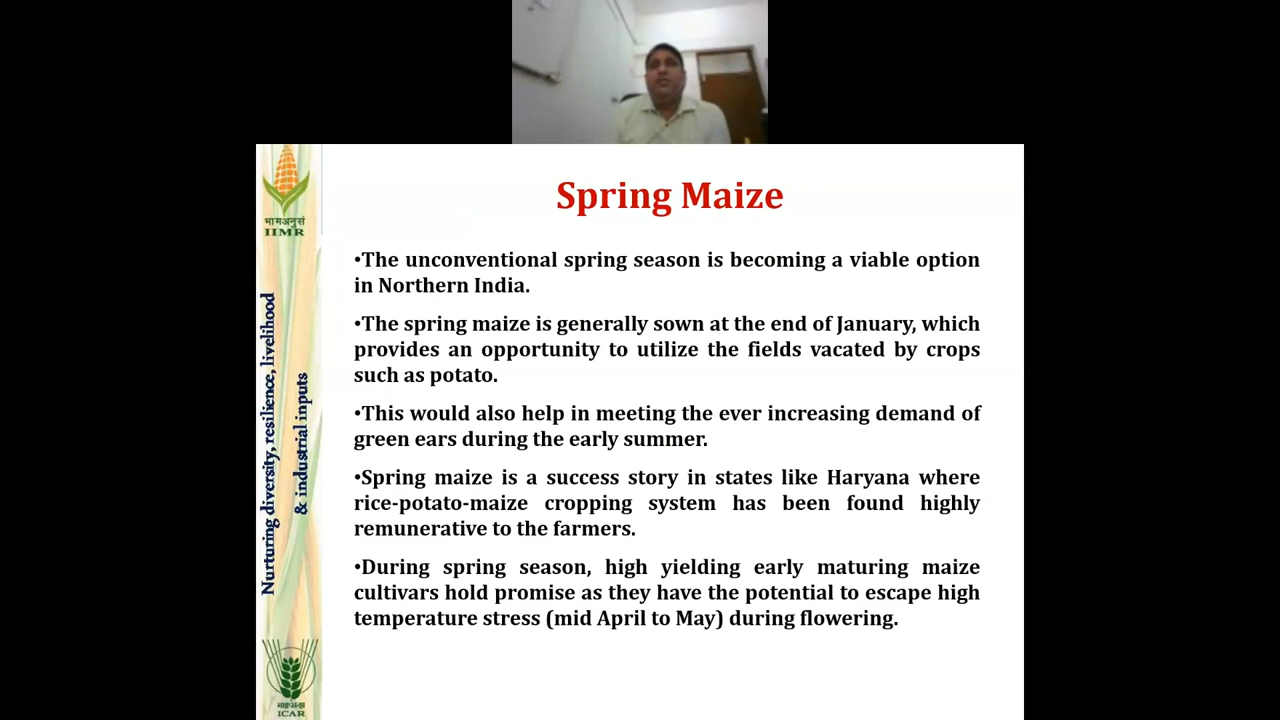 Spring Maize
•The unconventional spring season is becoming a viable option
in Northern India.
•The spring maize is generally sown at the end of January, which
provides an opportunity to utilize the fields vacated by crops
such as potato.
•This would also help in meeting the ever increasing demand of
green ears during the early summer.
•Spring maize is a success story in states like Haryana where
rice-potato-maize cropping system has been found highly
remunerative to the farmers.
•During spring season, high yielding early maturing maize
cultivars hold promise as they have the potential to escape high
temperature stress (mid April to May) during flowering.
भामअनुसं
IIMR
Nurturing diversity, resilience, livelihood
& industrial inputs
भाकृअनुप
ICAR